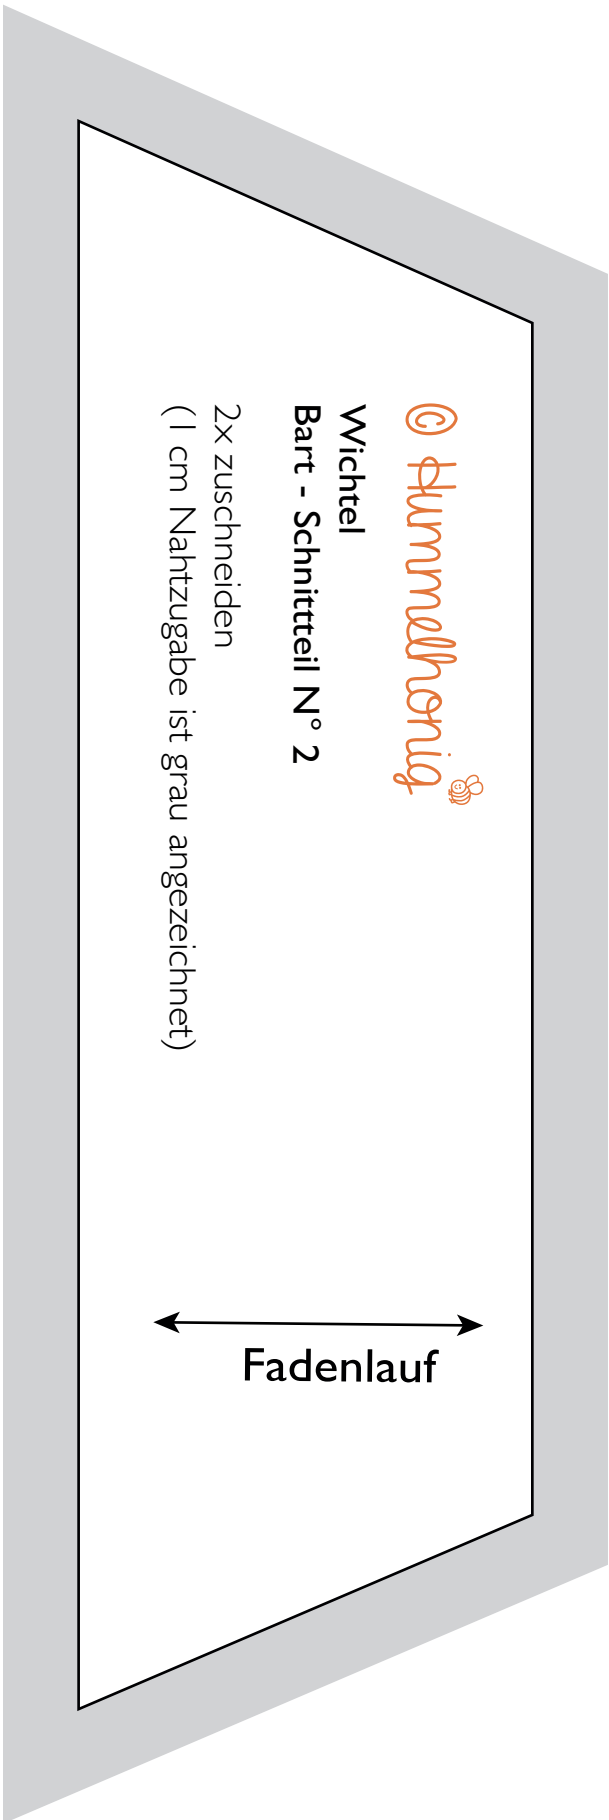 © Hummelhonig
Wichtel
Bart - Schnittteil N° 2
2x zuschneiden
(1 cm Nahtzugabe ist grau angezeichnet)
Fadenlauf